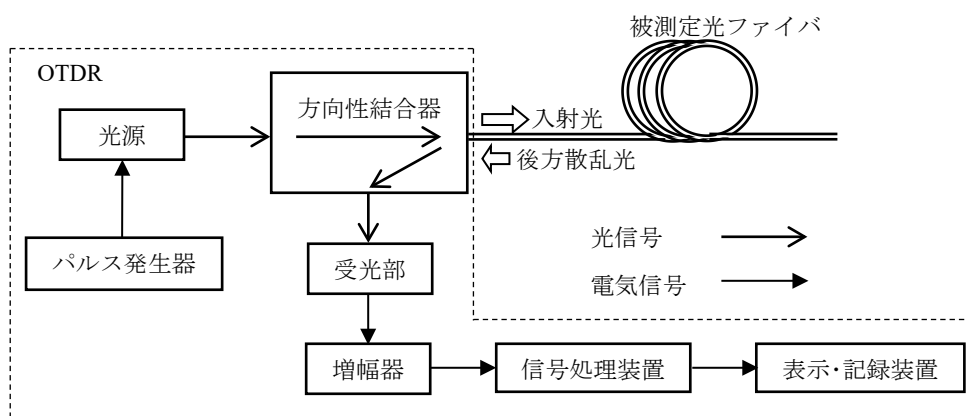 被測定光ファイバ
OTDR
方向性結合器
光源
入射光
後方散乱光
パルス発生器
受光部
光信号
電気信号
増幅器
信号処理装置
表示・記録装置